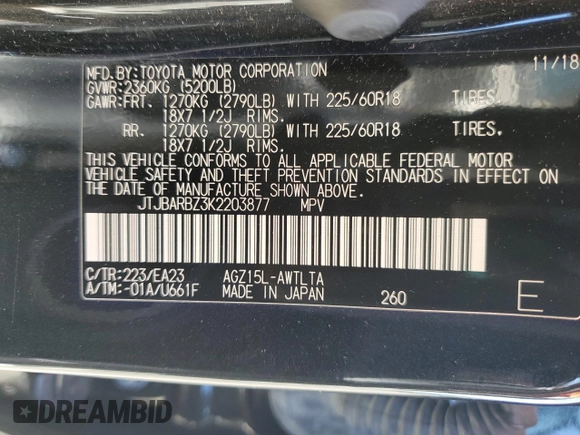 11/18
MFD.BY:TOYOTA MOTOR CORPORATION
GVWR:2360KG (5200LB)
GAWR:FRT. 1270KG (2790LB) WITH 225/60R18 TIRES,
18X7 1/2J RIMS.
RR. 1270KG (2790LB) WITH 225/60R18 TIRES,
18X7 1/2J RIMS.
THIS VEHICLE CONFORMS TO ALL APPLICABLE FEDERAL MOTOR
VEHICLE SAFETY AND THEFT PREVENTION STANDARDS IN EFFECT ON
THE DATE OF MANUFACTURE SHOWN ABOVE.
JTJBARBZ3K2203877 MPV
C/TR:223/EA23 AGZ15L-AWTLTA
A/TM:-01A/U661F MADE IN JAPAN 260 E
DREAMBID